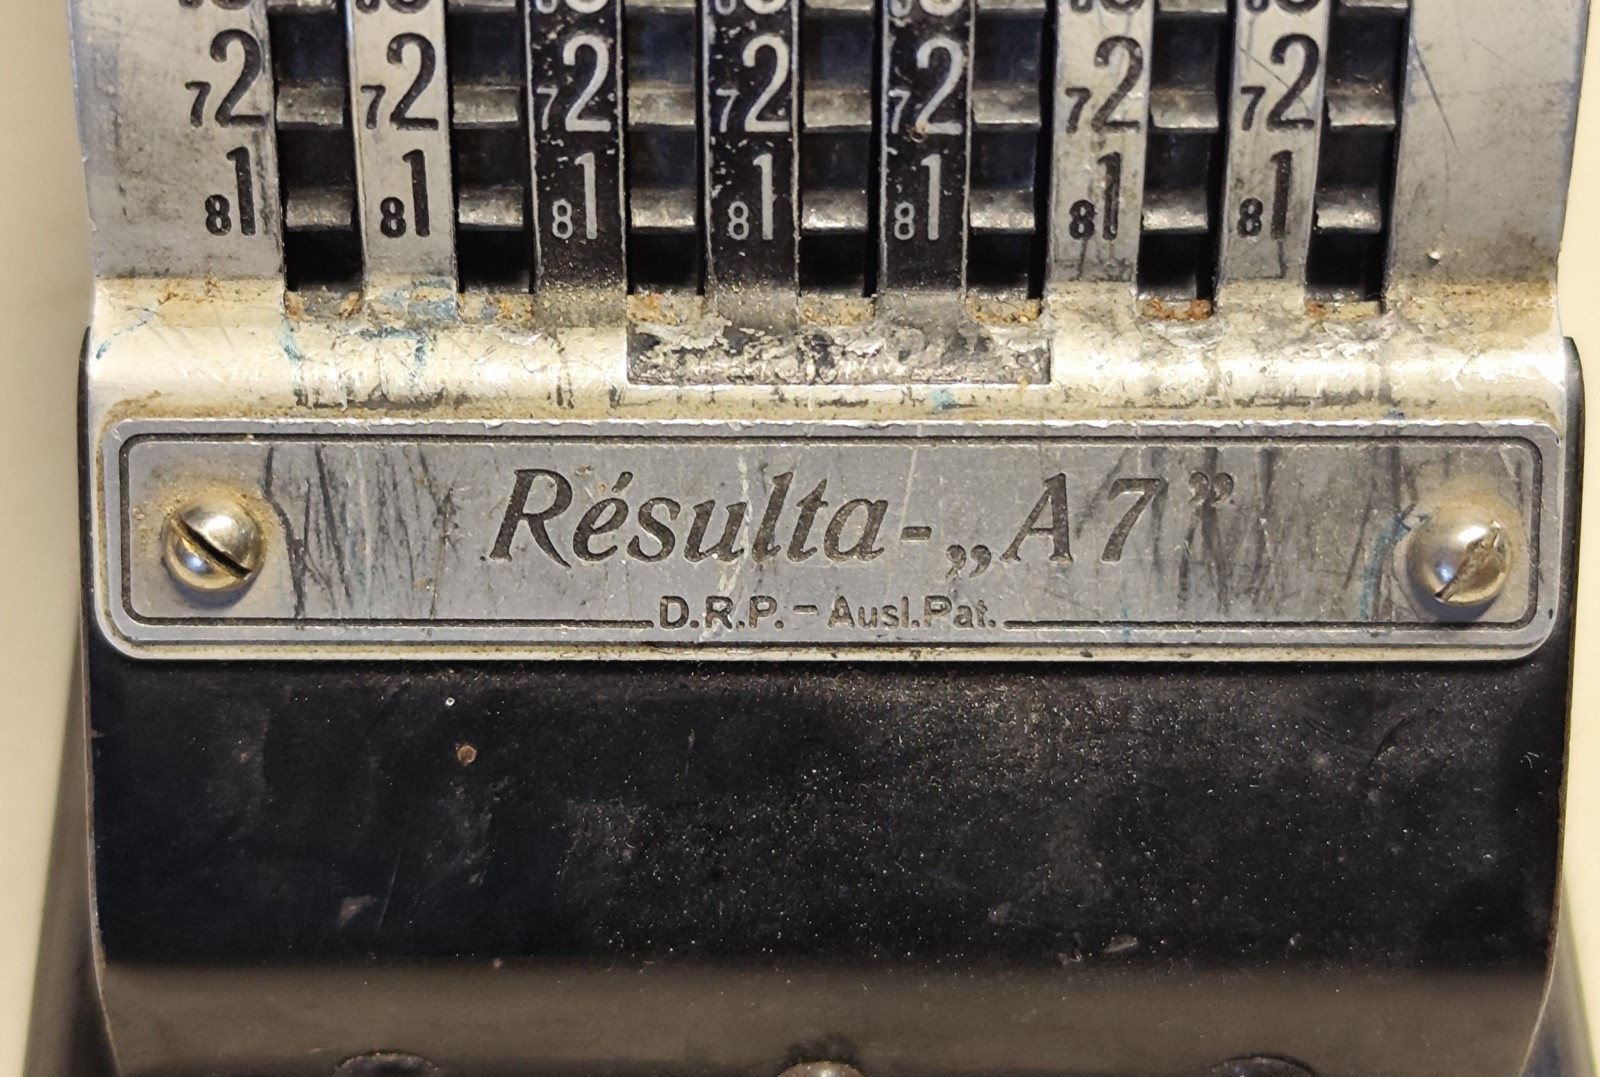 72 72 72 72 72 72 72
81 81 81 81 81 81 81
Résulta-„A7”
D.R.P.–Ausl.Pat.